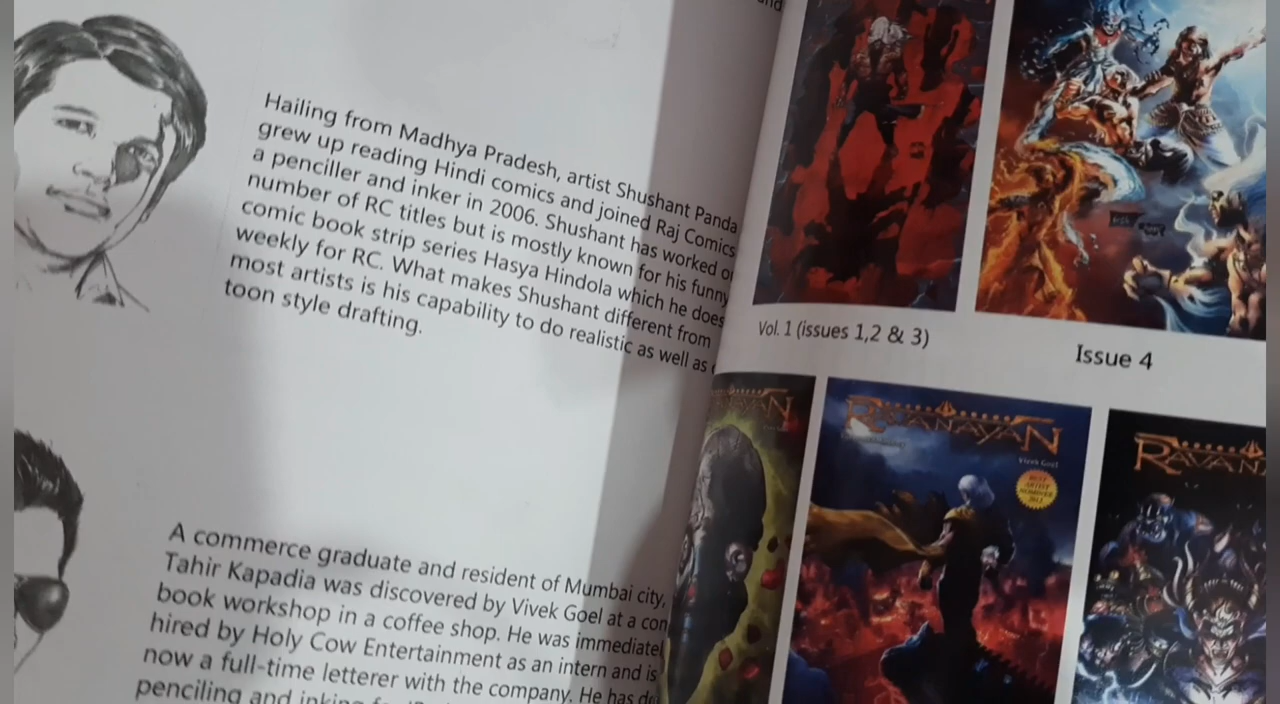 Hailing from Madhya Pradesh, artist Shushant Panda
grew up reading Hindi comics and joined Raj Comics
a penciller and inker in 2006. Shushant has worked
number of RC titles but is mostly known for his funny
comic book strip series Hasya Hindola which he does
weekly for RC. What makes Shushant different from
most artists is his capability to do realistic as well as
toon style drafting.
A commerce graduate and resident of Mumbai city,
Tahir Kapadia was discovered by Vivek Goel at a
book workshop in a coffee shop. He was
hired by Holy Cow Entertainment as an intern and is
now a full-time letterer with the company. He has
penciling and inking
Vol. 1 (issues 1,2 & 3)
Issue 4
RAVANAYAN
Vivek Goel
BEST
ARTIST
NOMINEE